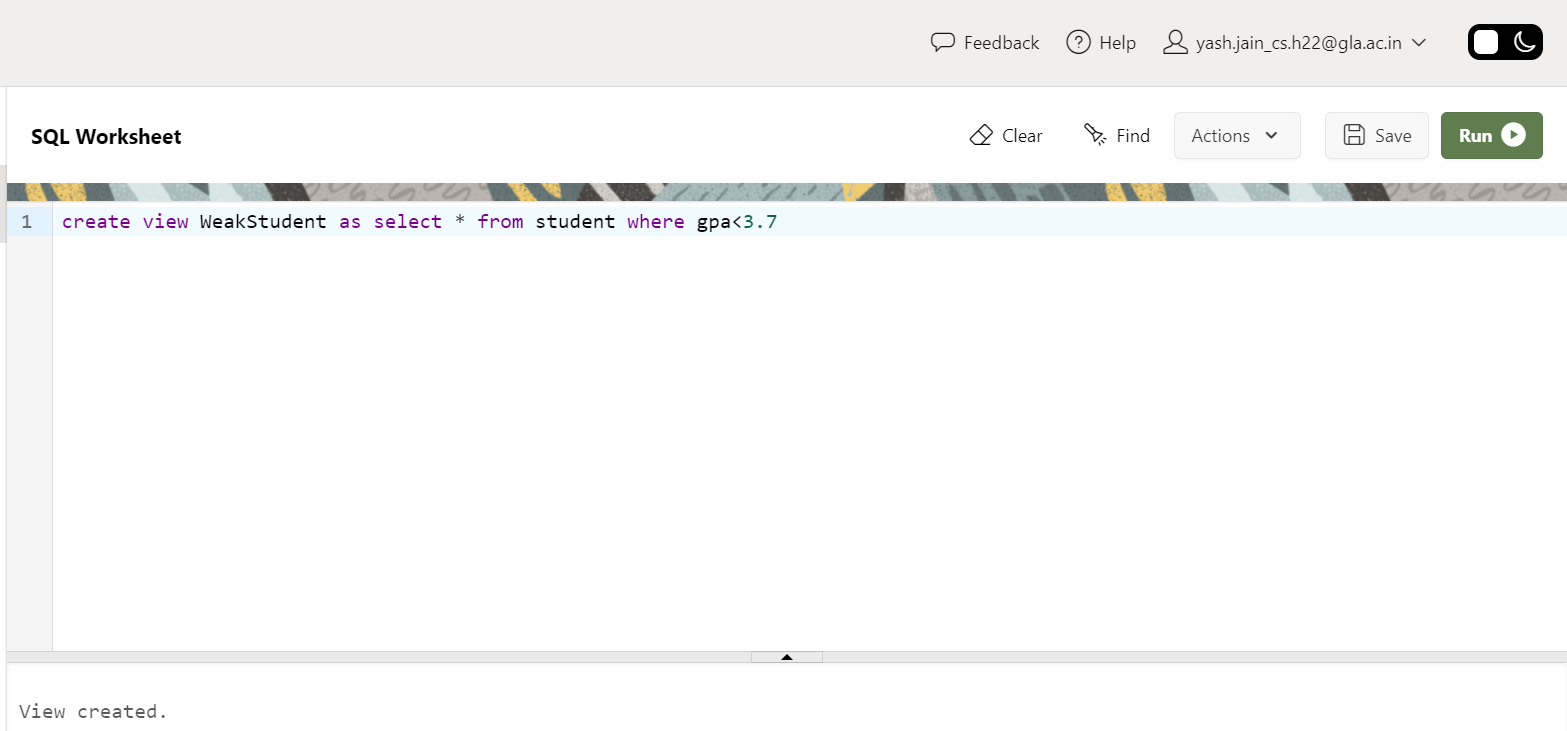 Feedback Help yash.jain_cs.h22@gla.ac.in
SQL Worksheet Clear Find Actions Save Run
1 create view WeakStudent as select * from student where gpa<3.7
View created.